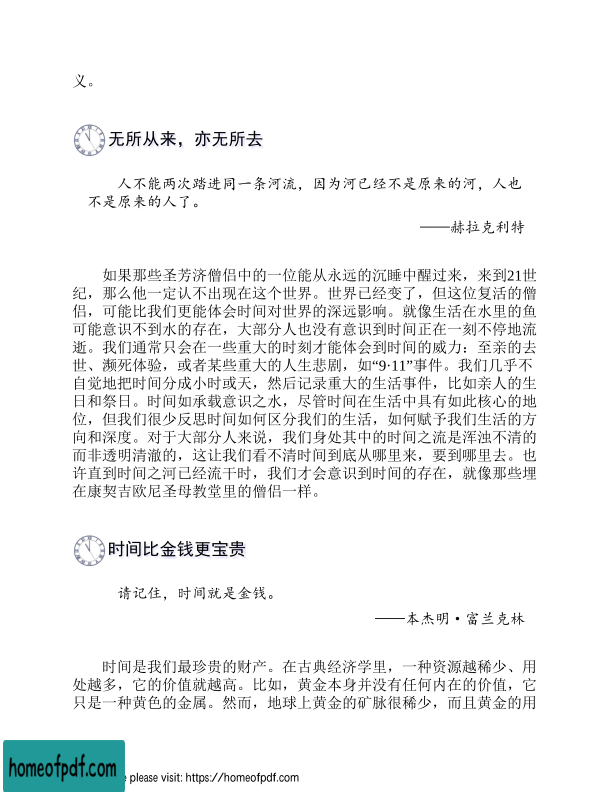 义。
无所从来，亦无所去
人不能两次踏进同一条河流，因为河已经不是原来的河，人也
不是原来的人了。
——赫拉克利特
如果那些圣芳济僧侣中的一位能从永远的沉睡中醒过来，来到21世
纪，那么他一定认不出现在这个世界。世界已经变了，但这位复活的僧
侣，可能比我们更能体会时间对世界的深远影响。就像生活在水里的鱼
可能意识不到水的存在，大部分人也没有意识到时间正在一刻不停地流
逝。我们通常只会在一些重大的时刻才能体会到时间的威力：至亲的去
世、濒死体验，或者某些重大的人生悲剧，如“9·11”事件。我们几乎不
自觉地把时间分成小时或天，然后记录重大的生活事件，比如亲人的生
日和祭日。时间如承载意识之水，尽管时间在生活中具有如此核心的地
位，但我们很少反思时间如何区分我们的生活，如何赋予我们生活的方
向和深度。对于大部分人来说，我们身处其中的时间之流是浑浊不清的
而非透明清澈的，这让我们看不清时间到底从哪里来，要到哪里去。也
许直到时间之河已经流干时，我们才会意识到时间的存在，就像那些埋
在康契吉欧尼圣母教堂里的僧侣一样。
时间比金钱更宝贵
请记住，时间就是金钱。
——本杰明·富兰克林
时间是我们最珍贵的财产。在古典经济学里，一种资源越稀少、用
处越多，它的价值就越高。比如，黄金本身并没有任何内在的价值，它
只是一种黄色的金属。然而，地球上黄金的矿脉很稀少，而且黄金的用
homeofpdf.com
please visit: https://homeofpdf.com